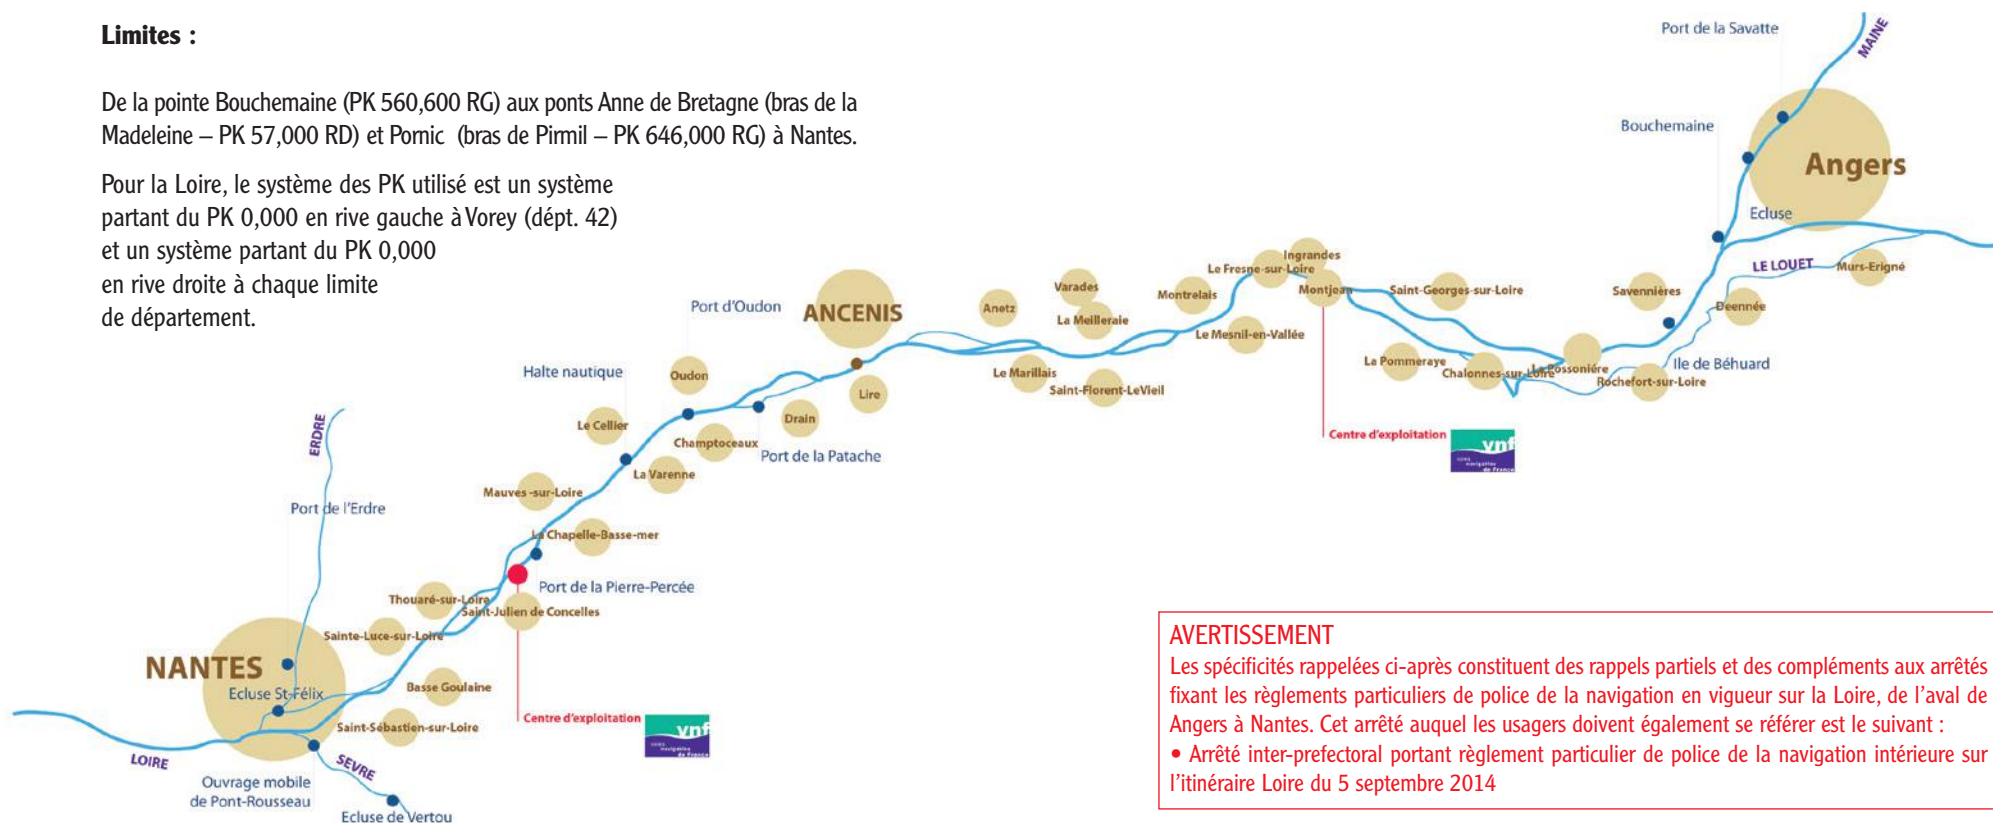 Limites :
De la pointe Bouchemaine (PK 560,600 RG) aux ponts Anne de Bretagne (bras de la
Madeleine – PK 57,000 RD) et Pornic (bras de Pirmil – PK 646,000 RG) à Nantes.
Pour la Loire, le système des PK utilisé est un système
partant du PK 0,000 en rive gauche à Vorey (dépt. 42)
et un système partant du PK 0,000
en rive droite à chaque limite
de département.
Port de la Savatte
MAINE
Bouchemaine
Angers
Ecluse
LE LOUET
Murs-Erigné
Ingrandes
Le Fresne-sur-Loire
Montjean
Saint-Georges-sur-Loire
Savennières
Deennée
Varades
Montrelais
Anetz
La Meilleraie
Le Mesnil-en-Vallée
Port d'Oudon
ANCENIS
Halte nautique
Oudon
Lire
Le Marillais
Saint-Florent-LeVieil
La Pommeraye
Chalonnes-sur-Loire
La Possonière
Rochefort-sur-Loire
Ile de Béhuard
Le Cellier
Drain
Champtoceaux
Port de la Patache
La Varenne
Centre d'exploitation
vnf
voies
navigables
de France
ERDRE
Mauves -sur-Loire
Port de l'Erdre
La Chapelle-Basse-mer
Port de la Pierre-Percée
Thouaré-sur-Loire
Saint-Julien de Concelles
Sainte-Luce-sur-Loire
NANTES
Ecluse St-Félix
Basse Goulaine
Saint-Sébastien-sur-Loire
Centre d'exploitation
vnf
voies
navigables
de France
LOIRE
SEVRE
Ouvrage mobile
de Pont-Rousseau
Ecluse de Vertou
AVERTISSEMENT
Les spécificités rappelées ci-après constituent des rappels partiels et des compléments aux arrêtés
fixant les règlements particuliers de police de la navigation en vigueur sur la Loire, de l'aval de
Angers à Nantes. Cet arrêté auquel les usagers doivent également se référer est le suivant :
• Arrêté inter-prefectoral portant règlement particulier de police de la navigation intérieure sur
l'itinéraire Loire du 5 septembre 2014